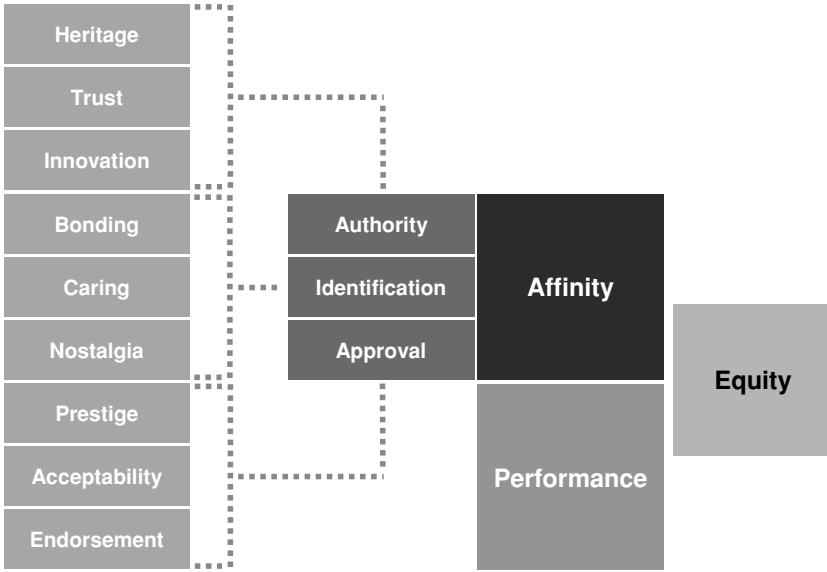 Heritage
Trust
Innovation
Bonding
Caring
Nostalgia
Prestige
Acceptability
Endorsement
Authority
Identification
Approval
Affinity
Performance
Equity